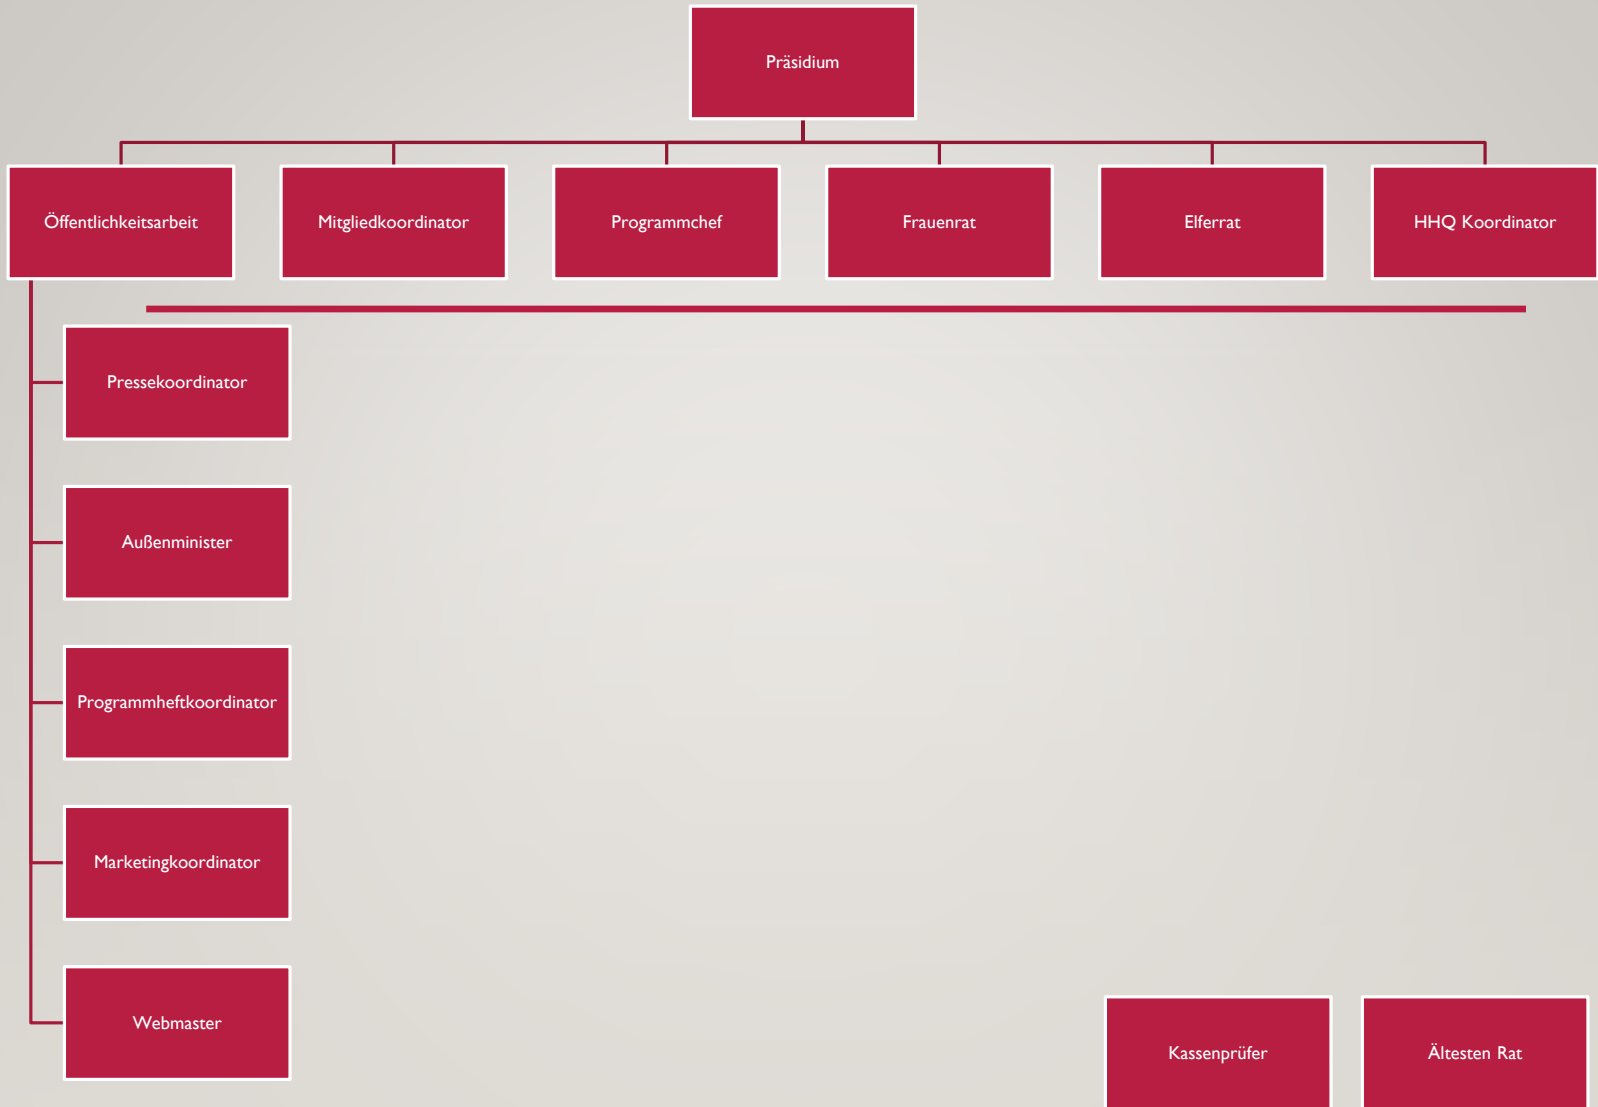 Präsidium
Öffentlichkeitsarbeit
Mitgliedkoordinator
Programmchef
Frauenrat
Elferrat
HHQ Koordinator
Pressekoordinator
Außenminister
Programmheftkoordinator
Marketingkoordinator
Webmaster
Kassenprüfer
Ältesten Rat